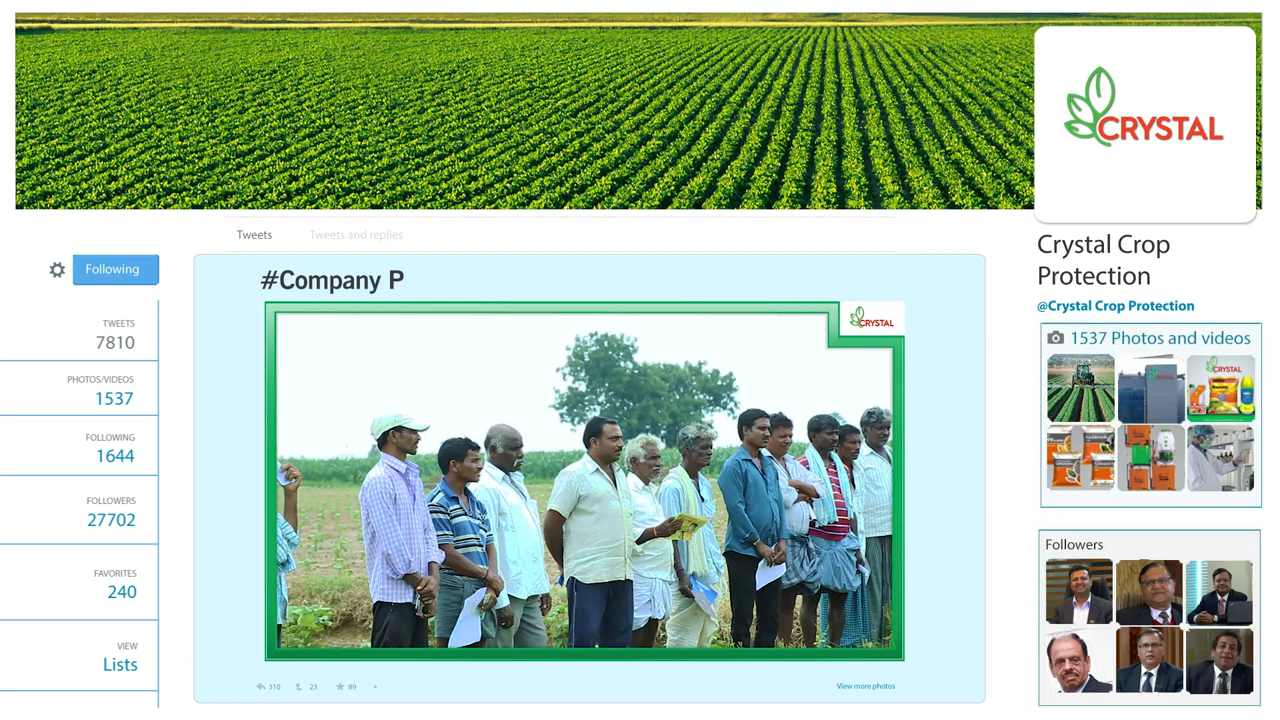 CRYSTAL
Tweets
Tweets and replies
Following
#Company P
Crystal Crop
Protection
@Crystal Crop Protection
CRYSTAL
TWEETS
7810
PHOTOS/VIDEOS
1537
FOLLOWING
1644
FOLLOWERS
27702
FAVORITES
240
VIEW
Lists
1537 Photos and videos
CRYSTAL
CRYSTAL
Followers
310
23
89
View more photos